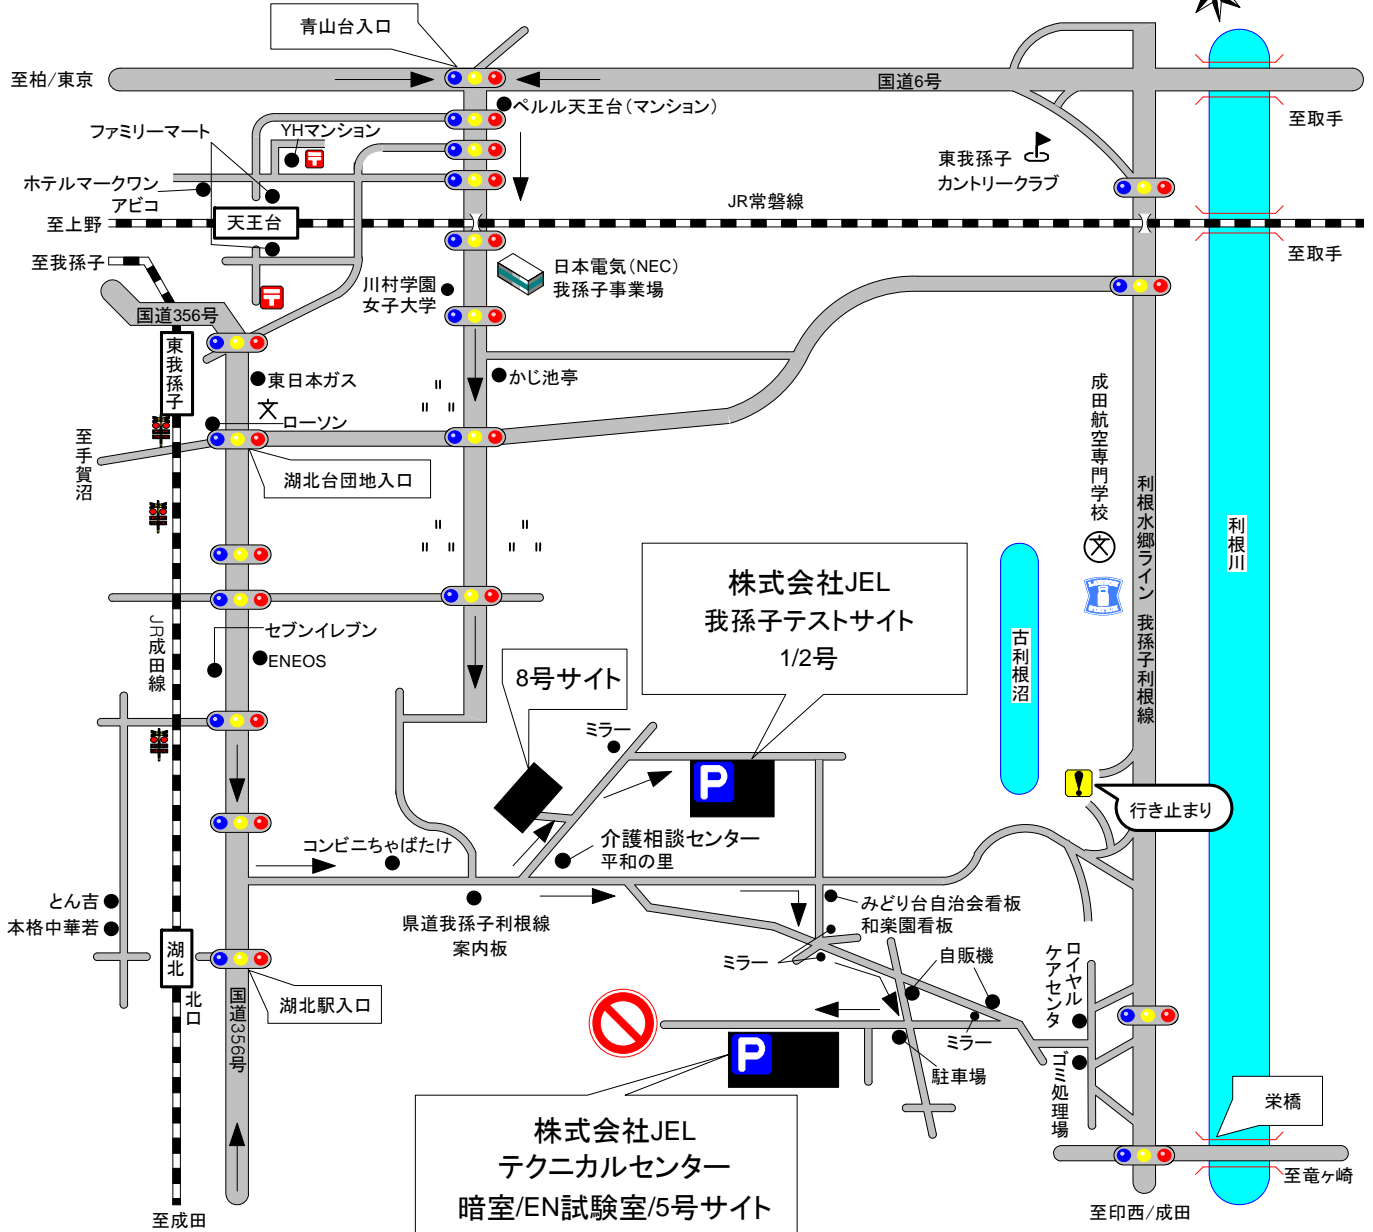 青山台入口
至柏/東京
国道6号
ペルル天王台(マンション)
至取手
ファミリーマート
YHマンション
東我孫子
カントリークラブ
ホテルマークワン
アビコ
JR常磐線
至上野
天王台
至取手
至我孫子
日本電気(NEC)
我孫子事業場
川村学園
女子大学
国道356号
東我孫子
東日本ガス
かじ池亭
成田航空専門学校
文
ローソン
至手賀沼
湖北台団地入口
利根水郷ライン 我孫子利根線
利根川
文
株式会社JEL
我孫子テストサイト
1/2号
JR成田線
セブンイレブン
ENEOS
古利根沼
8号サイト
ミラー
P
!
行き止まり
コンビニちゃばたけ
介護相談センター
平和の里
とん吉
本格中華若
県道我孫子利根線
案内板
みどり台自治会看板
和楽園看板
湖北
北口
ミラー
自販機
ロイヤル
ケアセンタ
国道356号
湖北駅入口
ミラー
P
駐車場
ゴミ処理場
栄橋
株式会社JEL
テクニカルセンター
暗室/EN試験室/5号サイト
至竜ヶ崎
至成田
至印西/成田